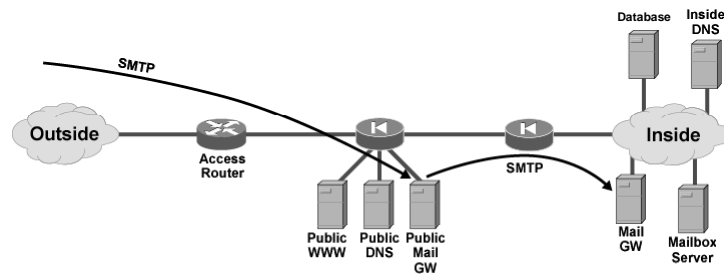 Database
Inside
DNS
SMTP
Outside
Access
Router
Inside
SMTP
Public
WWW
Public
DNS
Public
Mail
GW
Mail
GW
Mailbox
Server